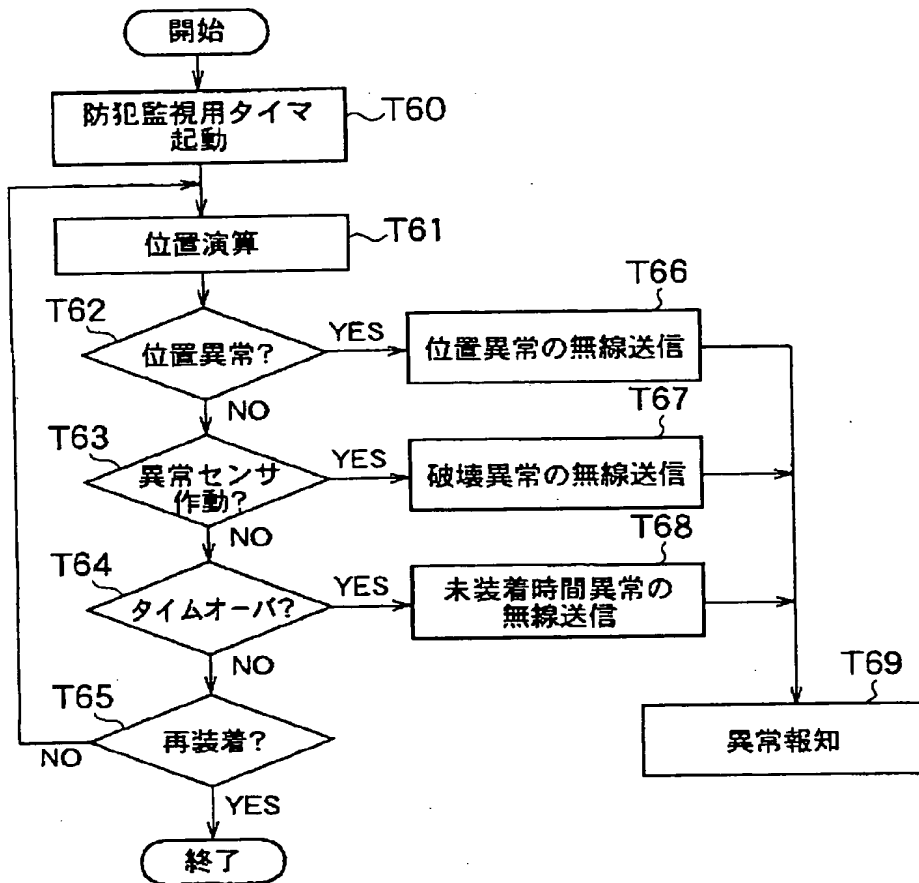 開始
防犯監視用タイマ
起動
T60
位置演算
T61
T62
位置異常?
YES
NO
T66
位置異常の無線送信
T63
異常センサ
作動?
YES
NO
T67
破壊異常の無線送信
T64
タイムオーバ?
YES
NO
T68
未装着時間異常の
無線送信
T65
再装着?
NO
YES
T69
異常報知
終了